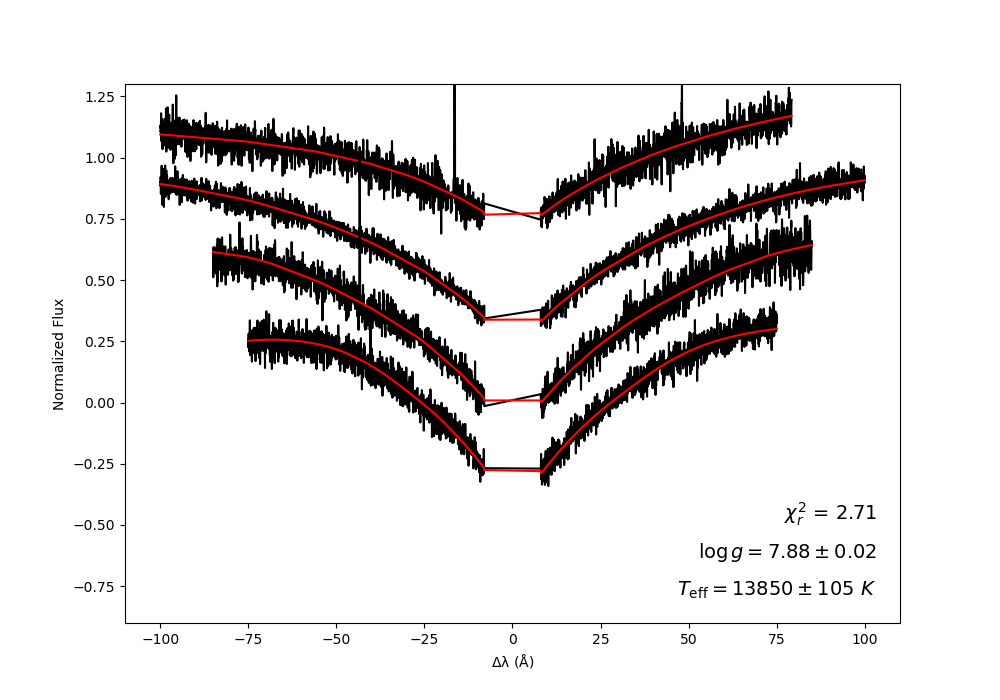 1.25
1.00
0.75
0.50
0.25
0.00
−0.25
−0.50
−0.75
Normalized Flux
χ²ᵣ = 2.71
log g = 7.88 ± 0.02
T_eff = 13850 ± 105 K
−100 −75 −50 −25 0 25 50 75 100
Δλ (Å)